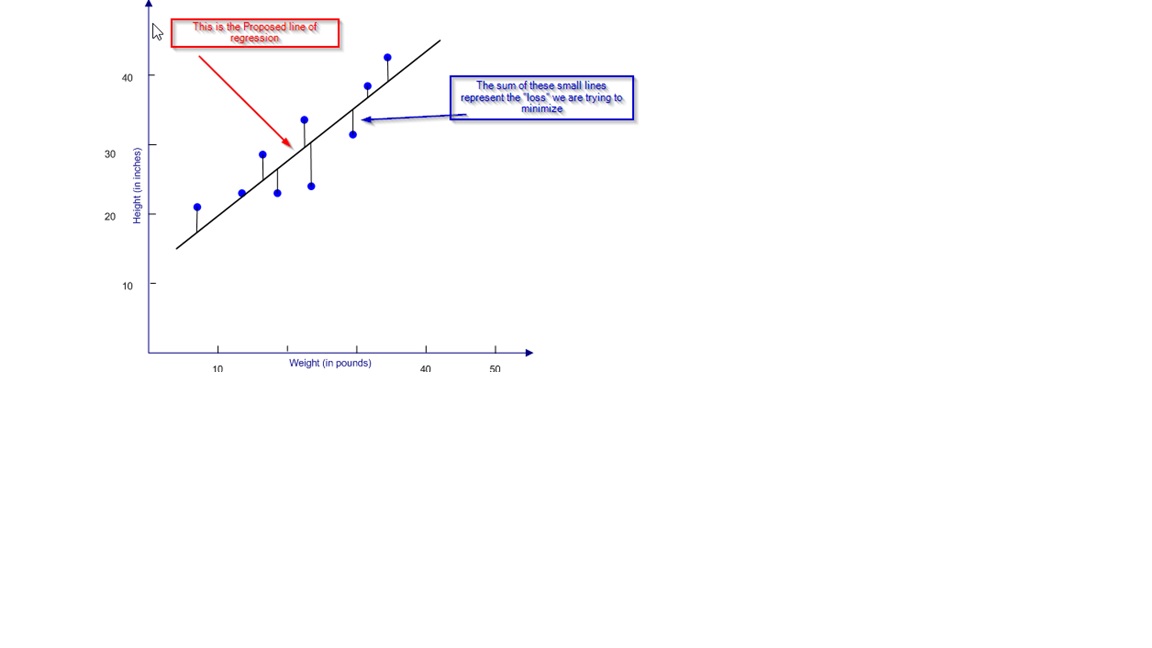 This is the Proposed line of
regression
The sum of these small lines
represent the "loss" we are trying to
minimize
40
30
20
10
Height (in inches)
10
40
50
Weight (in pounds)